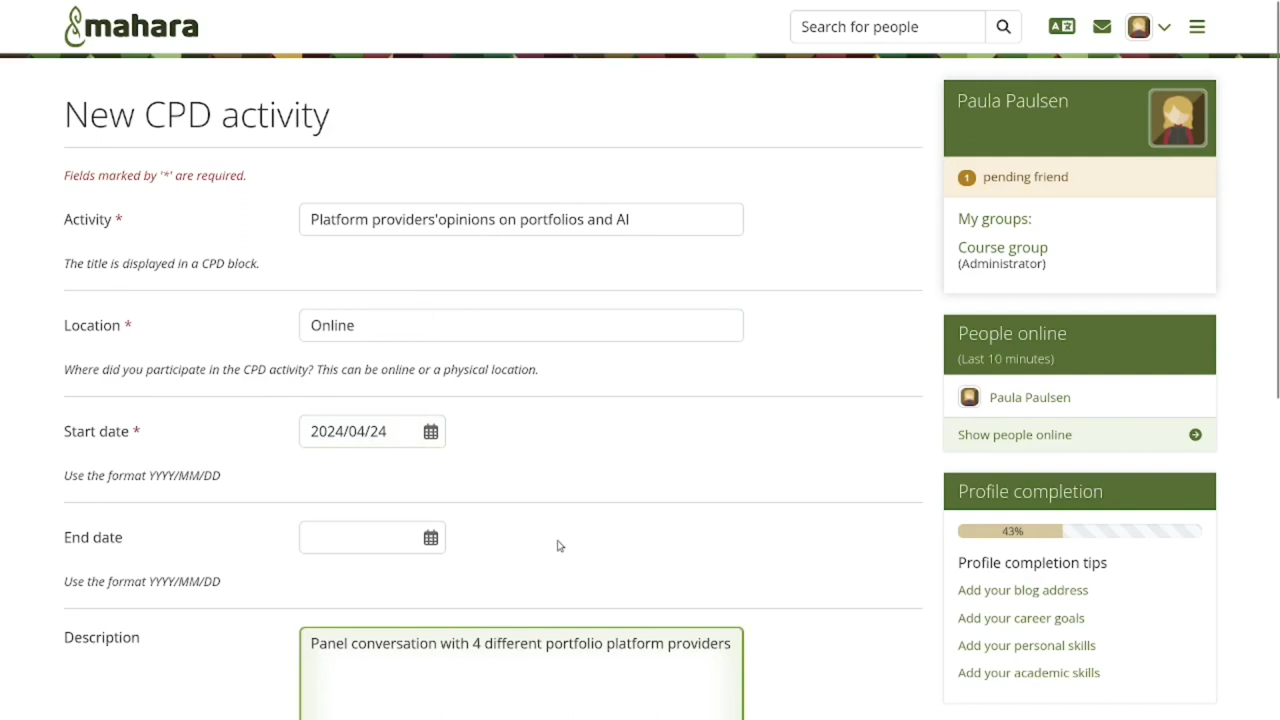 mahara
Search for people
New CPD activity
Fields marked by '*' are required.
Activity *
Platform providers'opinions on portfolios and AI
The title is displayed in a CPD block.
Location *
Online
Where did you participate in the CPD activity? This can be online or a physical location.
Start date *
2024/04/24
Use the format YYYY/MM/DD
End date
Use the format YYYY/MM/DD
Description
Panel conversation with 4 different portfolio platform providers
Paula Paulsen
1 pending friend
My groups:
Course group
(Administrator)
People online
(Last 10 minutes)
Paula Paulsen
Show people online
Profile completion
43%
Profile completion tips
Add your blog address
Add your career goals
Add your personal skills
Add your academic skills